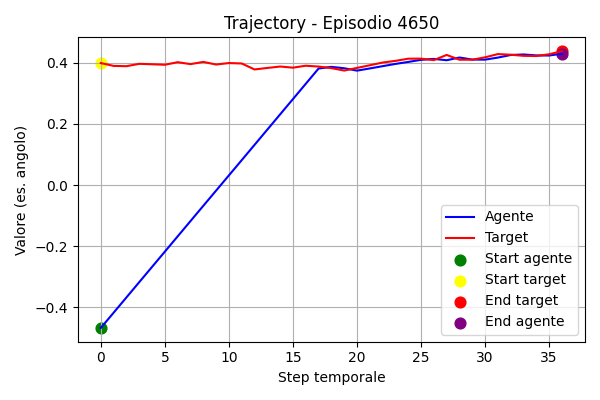 Trajectory - Episodio 4650
Valore (es. angolo)
0.4
0.2
0.0
−0.2
−0.4
0
5
10
15
20
25
30
35
Step temporale
Agente
Target
Start agente
Start target
End target
End agente